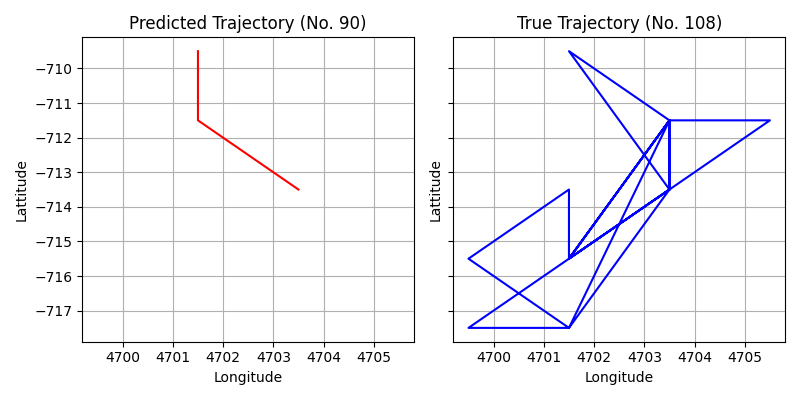 Predicted Trajectory (No. 90)
True Trajectory (No. 108)
Lattitude
−710
−711
−712
−713
−714
−715
−716
−717
4700 4701 4702 4703 4704 4705
Longitude
Lattitude
4700 4701 4702 4703 4704 4705
Longitude